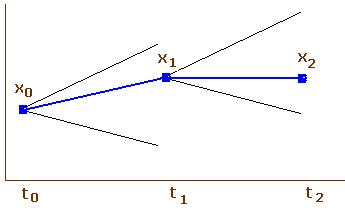 x₀
x₁
x₂
t₀ t₁ t₂